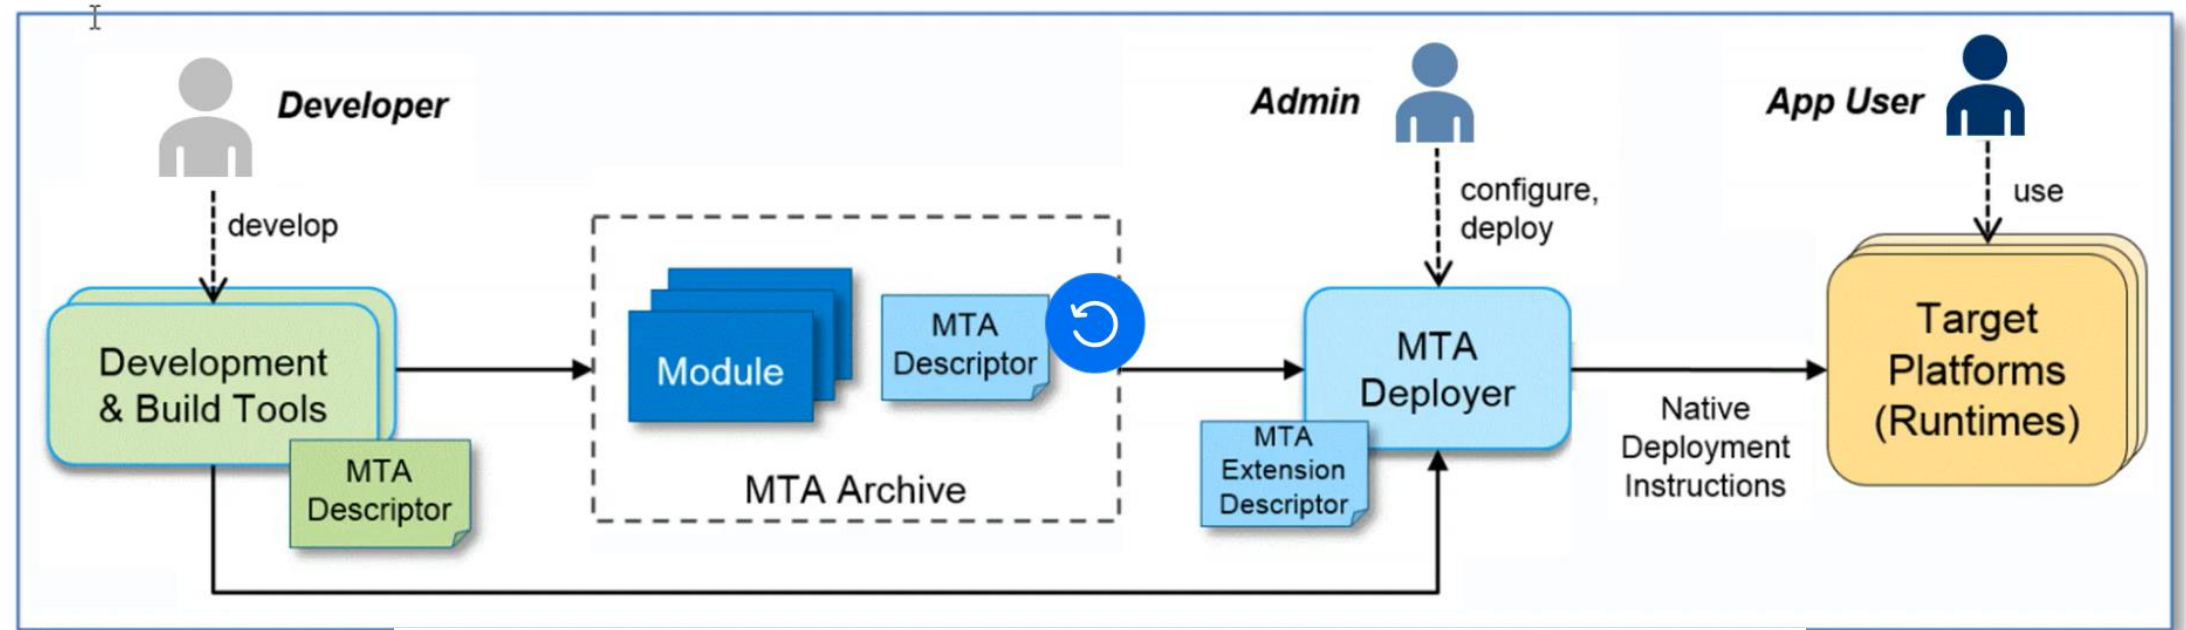 Developer
Admin
App User
develop
configure,
deploy
use
Development
& Build Tools
MTA
Descriptor
Module
MTA
Descriptor
MTA Archive
MTA
Deployer
MTA
Extension
Descriptor
Native
Deployment
Instructions
Target
Platforms
(Runtimes)